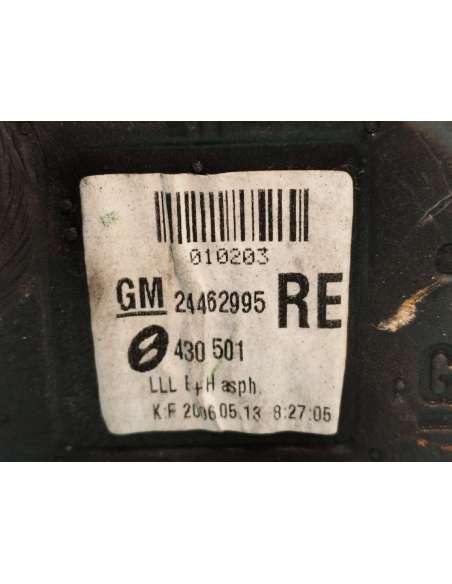 010203
GM 24462995 RE
430 501
LLL E+H asph.
K:F 2006 05.13 8:27:05
G